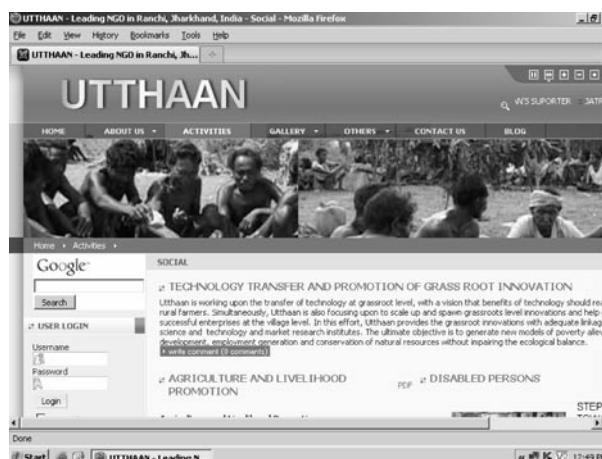 UTTHAAN - Leading NGO in Ranchi, Jharkhand, India - Social - Mozilla Firefox
File Edit View History Bookmarks Tools Help
UTTHAAN - Leading NGO in Ranchi, Jh...
UTTHAAN
W'S SUPORTER
HOME ABOUT US ACTIVITIES GALLERY OTHERS CONTACT US BLOG
Home Activities
Google
Search
USER LOGIN
Username
Password
Login
SOCIAL
TECHNOLOGY TRANSFER AND PROMOTION OF GRASS ROOT INNOVATION
Utthaan is working upon the transfer of technology at grassroot level, with a vision that benefits of technology should rea
rural farmers. Simultaneously, Utthaan is also focusing upon to scale up and spawn grassroots level innovations and help
successful enterprises at the village level. In this effort, Utthaan provides the grassroot innovations with adequate linkag
science and technology and market research institutes. The ultimate objective is to generate new models of poverty allev
development, employment generation and conservation of natural resources without impairing the ecological balance.
write comment (0 comments)
AGRICULTURE AND LIVELIHOOD
PROMOTION
PDF
DISABLED PERSONS
STEP
Done
Start UTTHAAN - Leading N... 12:49 P